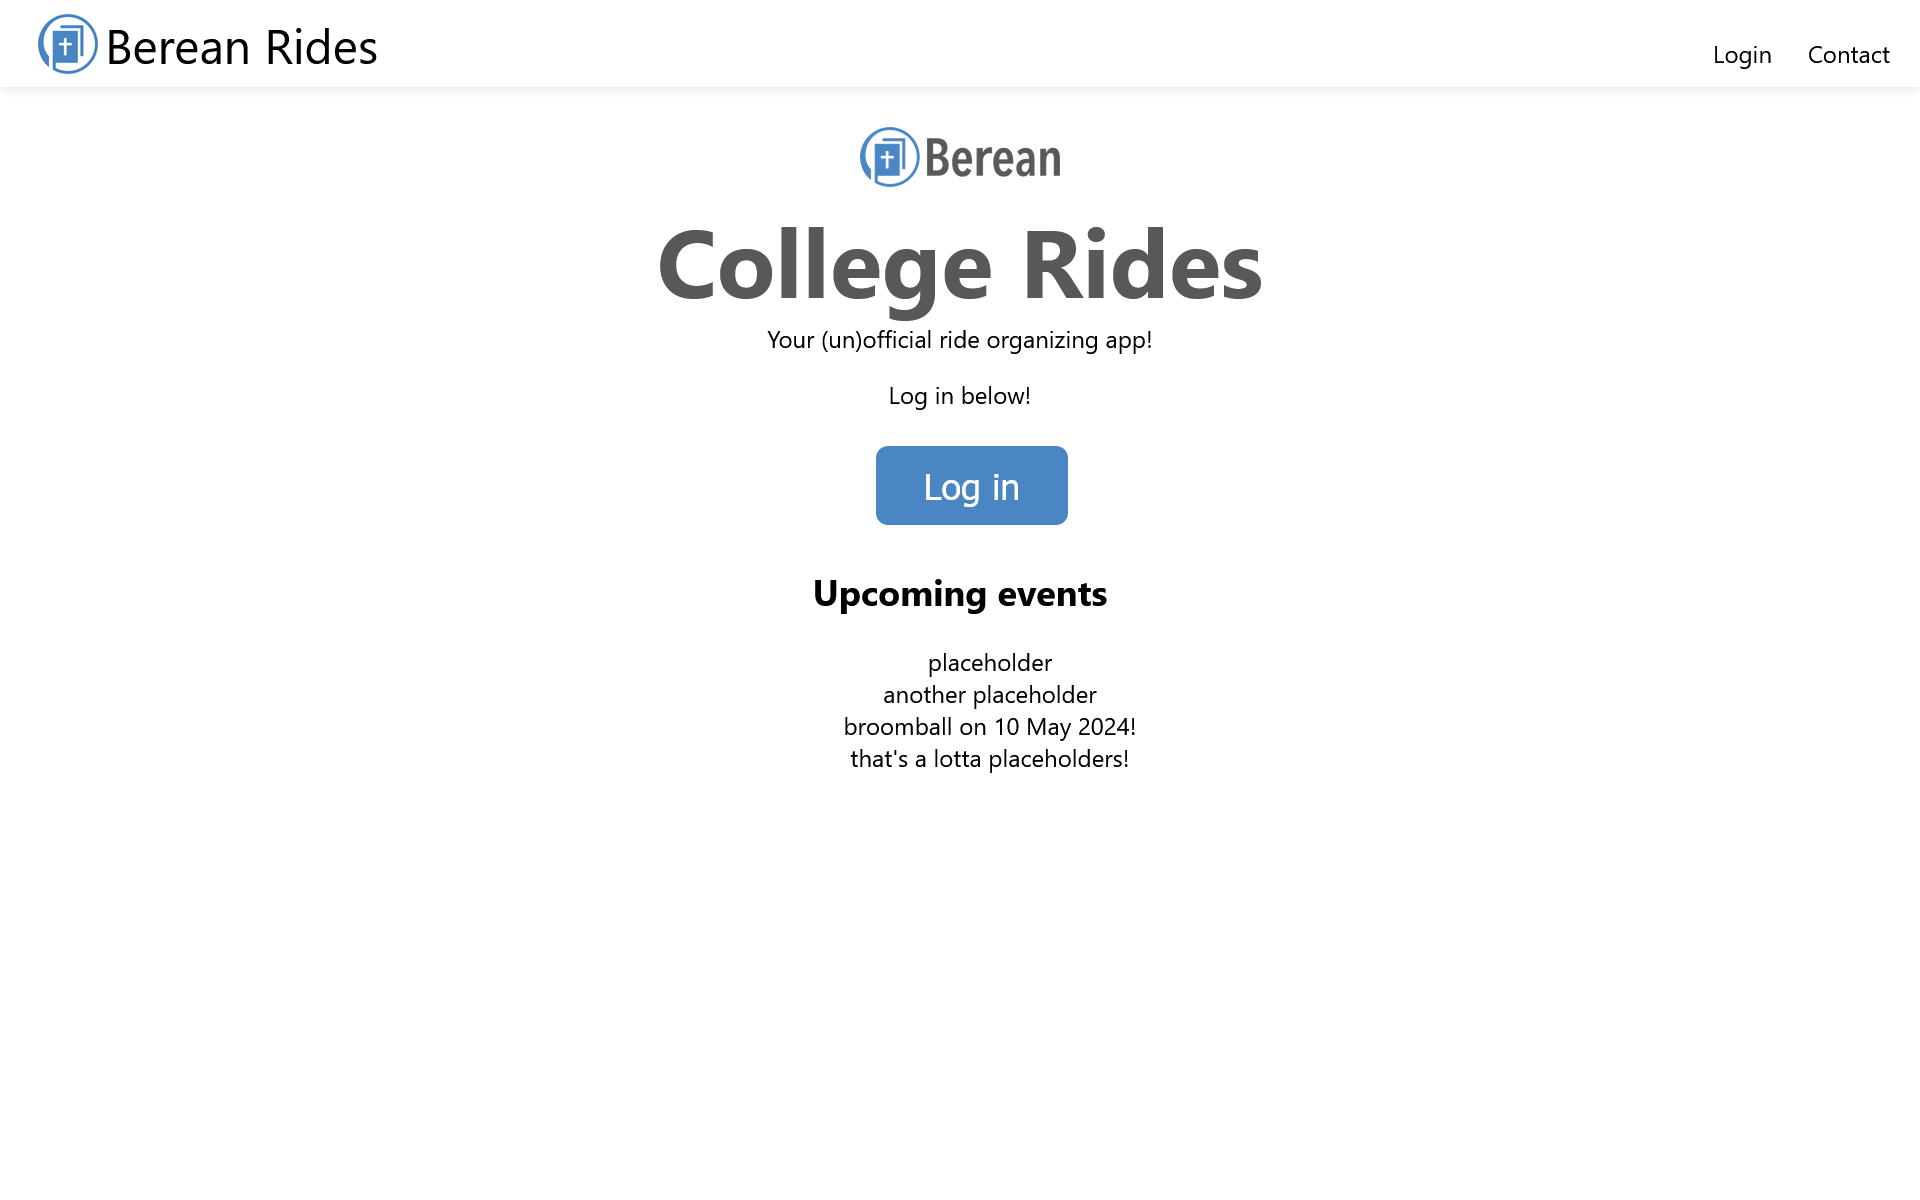 Berean Rides
Login
Contact
Berean
College Rides
Your (un)official ride organizing app!
Log in below!
Log in
Upcoming events
placeholder
another placeholder
broomball on 10 May 2024!
that's a lotta placeholders!